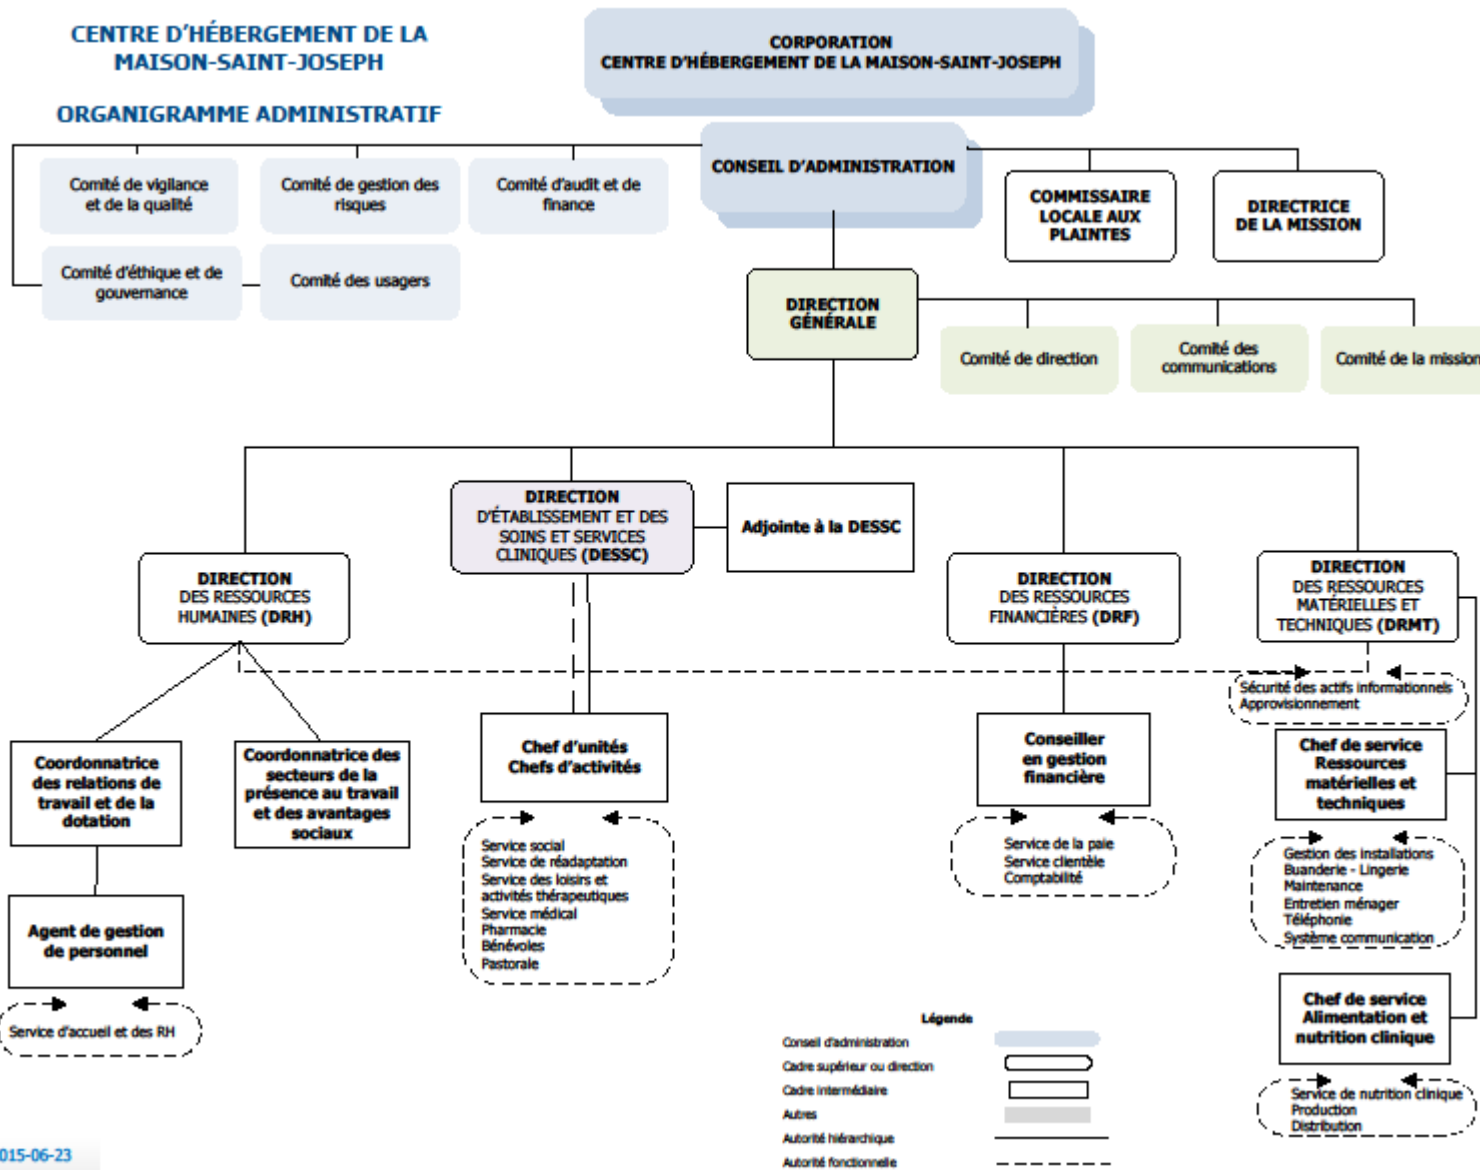 CENTRE D'HÉBERGEMENT DE LA
MAISON-SAINT-JOSEPH
ORGANIGRAMME ADMINISTRATIF
CORPORATION
CENTRE D'HÉBERGEMENT DE LA MAISON-SAINT-JOSEPH
CONSEIL D'ADMINISTRATION
Comité de vigilance
et de la qualité
Comité de gestion des
risques
Comité d'audit et de
finance
Comité d'éthique et de
gouvernance
Comité des usagers
COMMISSAIRE
LOCALE AUX
PLAINTES
DIRECTRICE
DE LA MISSION
DIRECTION
GÉNÉRALE
Comité de direction
Comité des
communications
Comité de la mission
DIRECTION
DES RESSOURCES
HUMAINES (DRH)
DIRECTION
D'ÉTABLISSEMENT ET DES
SOINS ET SERVICES
CLINIQUES (DESSC)
Adjointe à la DESSC
DIRECTION
DES RESSOURCES
FINANCIÈRES (DRF)
DIRECTION
DES RESSOURCES
MATÉRIELLES ET
TECHNIQUES (DRMT)
Sécurité des actifs informationnels
Approvisionnement
Coordonnatrice
des relations de
travail et de la
dotation
Coordonnatrice des
secteurs de la
présence au travail
et des avantages
sociaux
Chef d'unités
Chefs d'activités
Conseiller
en gestion
financière
Chef de service
Ressources
matérielles et
techniques
Service social
Service de réadaptation
Service des loisirs et
activités thérapeutiques
Service médical
Pharmacie
Bénévoles
Pastorale
Service de la paie
Service clientèle
Comptabilité
Gestion des installations
Buanderie - Lingerie
Maintenance
Entretien ménager
Téléphonie
Système communication
Agent de gestion
de personnel
Service d'accueil et des RH
Chef de service
Alimentation et
nutrition clinique
Service de nutrition clinique
Production
Distribution
Légende
Conseil d'administration
Cadre supérieur ou direction
Cadre intermédiaire
Autres
Autorité hiérarchique
Autorité fonctionnelle
015-06-23